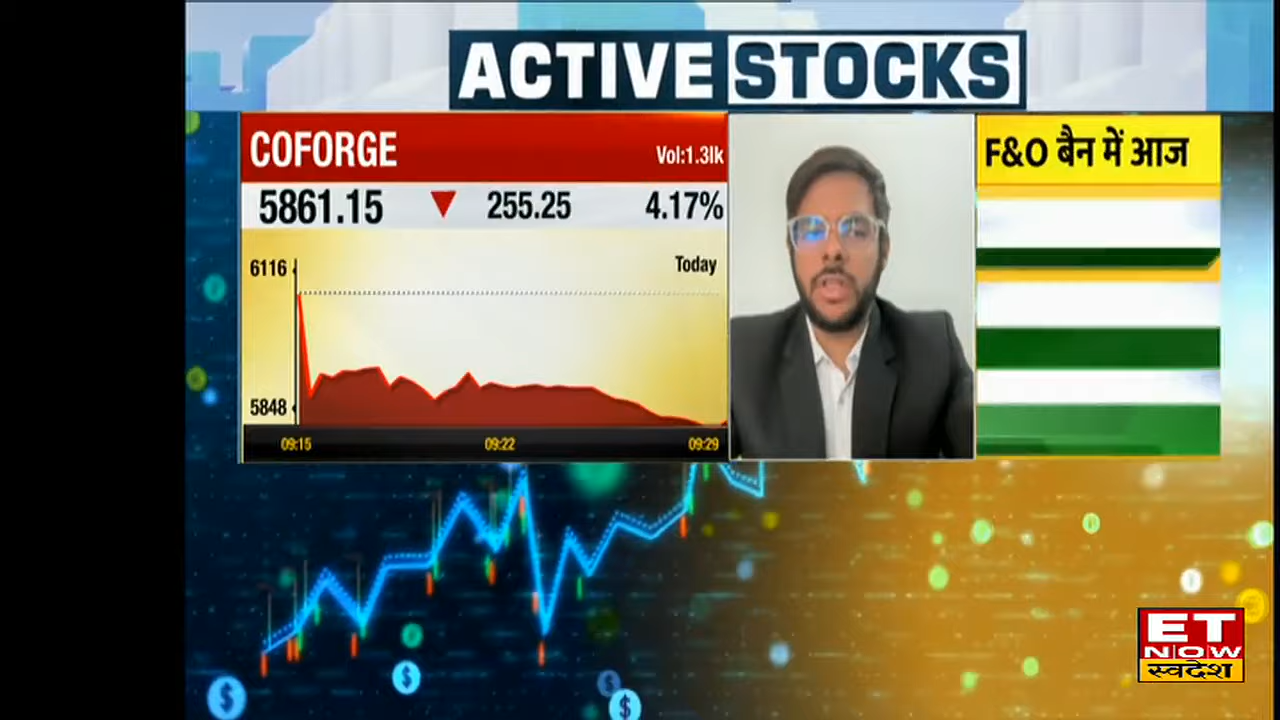 ACTIVE STOCKS
COFORGE
Vol:1.3lk
5861.15 ▼ 255.25 4.17%
6116
Today
5848
09:15 09:22 09:29
F&O बैन में आज
ET
NOW
स्वदेश